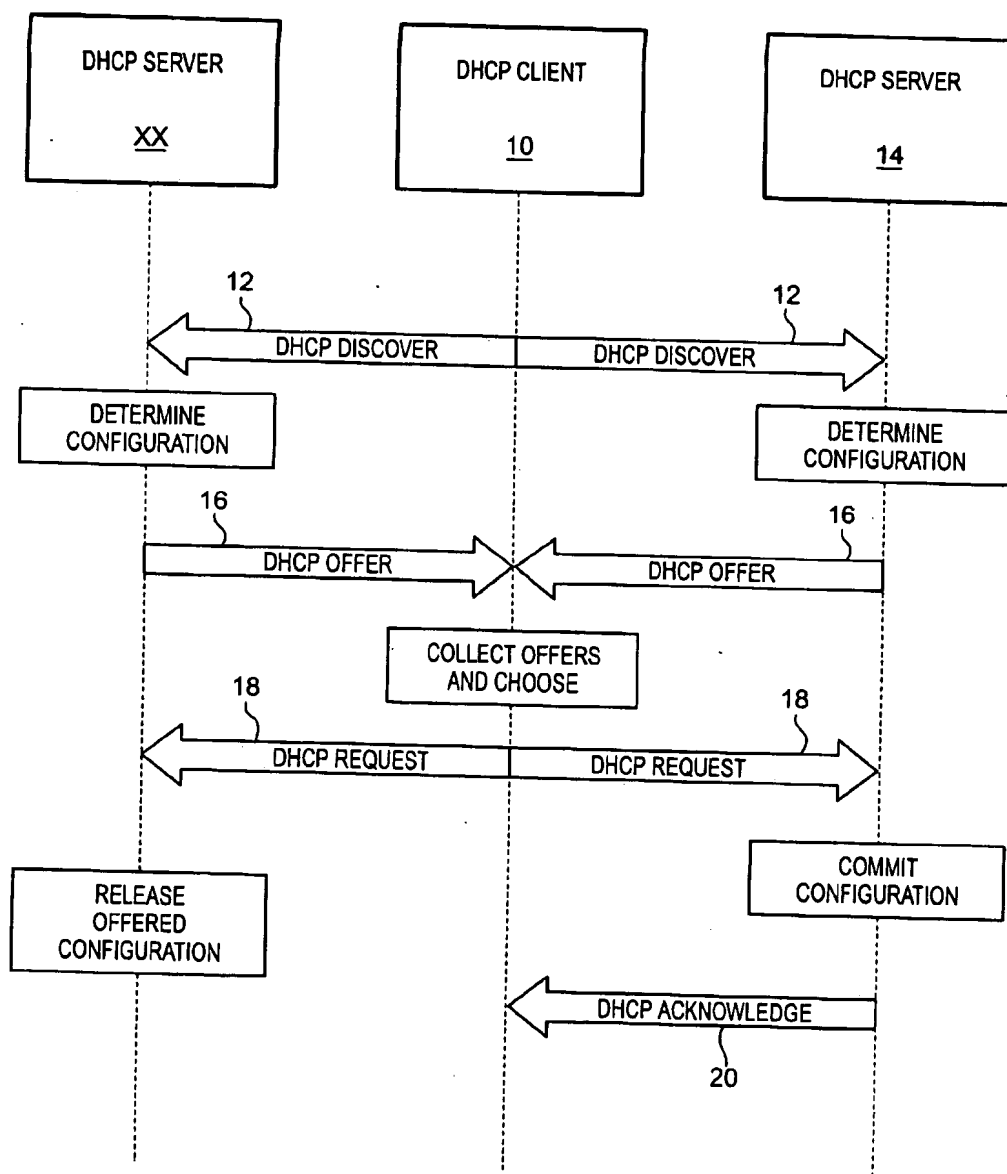 DHCP SERVER
XX
DHCP CLIENT
10
DHCP SERVER
14
12
12
DHCP DISCOVER
DHCP DISCOVER
DETERMINE
CONFIGURATION
DETERMINE
CONFIGURATION
16
16
DHCP OFFER
DHCP OFFER
COLLECT OFFERS
AND CHOOSE
18
18
DHCP REQUEST
DHCP REQUEST
RELEASE
OFFERED
CONFIGURATION
COMMIT
CONFIGURATION
DHCP ACKNOWLEDGE
20